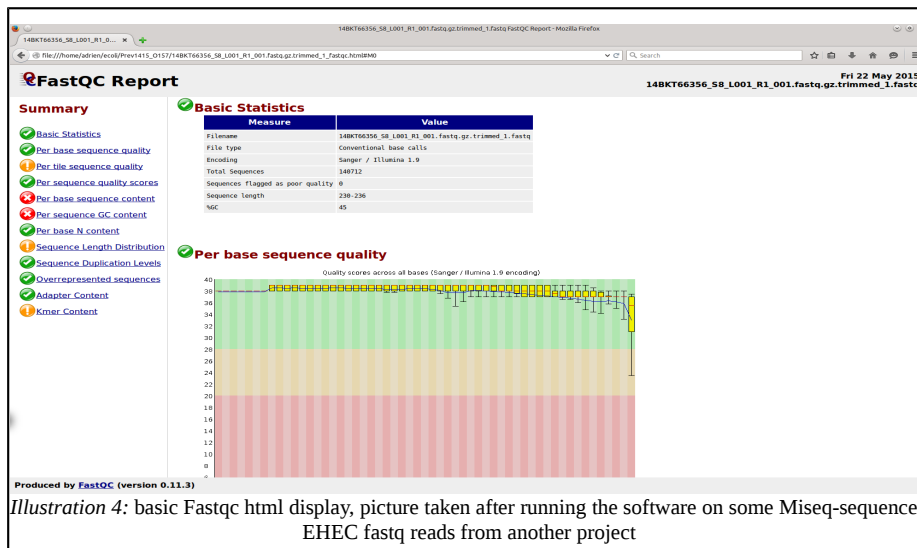 14BKT66356_S8_L001_R1_001.fastq.gz.trimmed_1.fastq FastQC Report - Mozilla Firefox
14BKT66356_S8_L001_R1_0...
file:///home/adrien/ecoli/Prev1415_O157/14BKT66356_S8_L001_R1_001.fastq.gz.trimmed_1_fastqc.html#M0
Search
FastQC Report
Fri 22 May 2015
14BKT66356_S8_L001_R1_001.fastq.gz.trimmed_1.fastq
Summary
Basic Statistics
Per base sequence quality
Per tile sequence quality
Per sequence quality scores
Per base sequence content
Per sequence GC content
Per base N content
Sequence Length Distribution
Sequence Duplication Levels
Overrepresented sequences
Adapter Content
Kmer Content
Basic Statistics
Measure Value
Filename 14BKT66356_S8_L001_R1_001.fastq.gz.trimmed_1.fastq
File type Conventional base calls
Encoding Sanger / Illumina 1.9
Total Sequences 140712
Sequences flagged as poor quality 0
Sequence length 230-236
%GC 45
Per base sequence quality
Quality scores across all bases (Sanger / Illumina 1.9 encoding)
40
38
36
34
32
30
28
26
24
22
20
18
16
14
12
10
8
Produced by FastQC (version 0.11.3)
Illustration 4: basic Fastqc html display, picture taken after running the software on some Miseq-sequence
EHEC fastq reads from another project